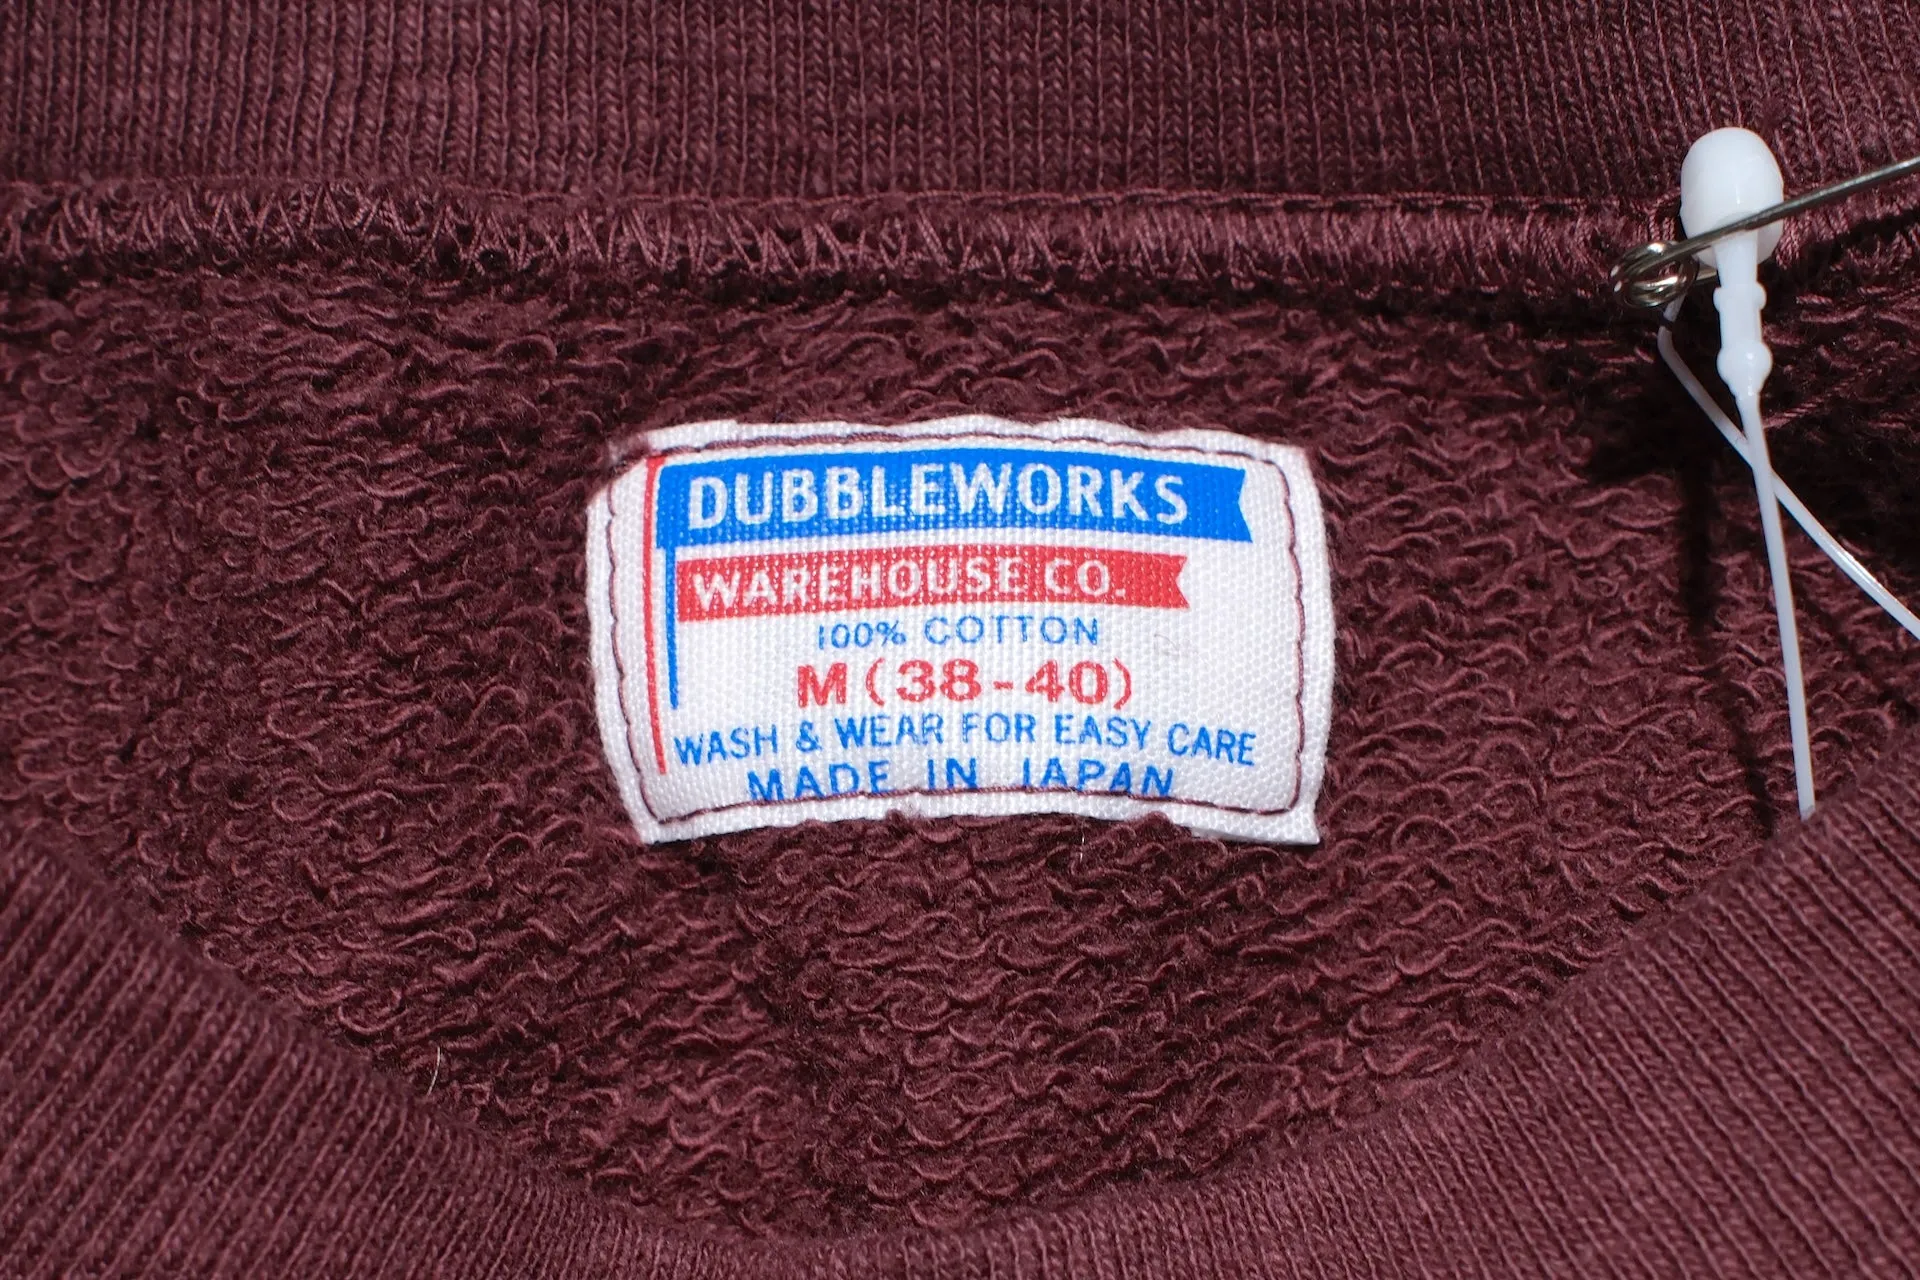 DUBBLEWORKS
WAREHOUSE CO.
100% COTTON
M (38-40)
WASH & WEAR FOR EASY CARE
MADE IN JAPAN